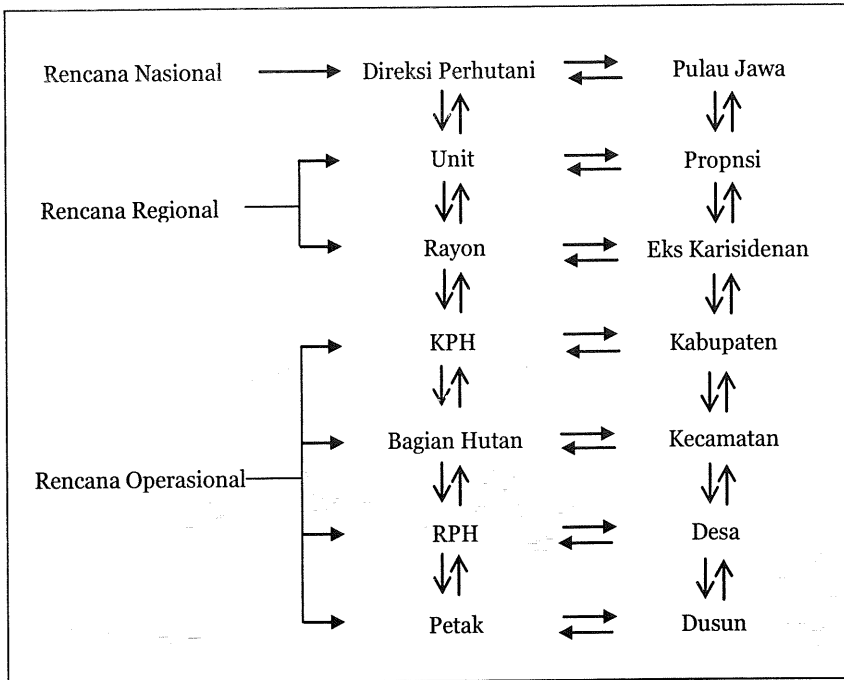 Rencana Nasional Direksi Perhutani Pulau Jawa
Unit Propnsi
Rencana Regional
Rayon Eks Karisidenan
KPH Kabupaten
Bagian Hutan Kecamatan
Rencana Operasional
RPH Desa
Petak Dusun